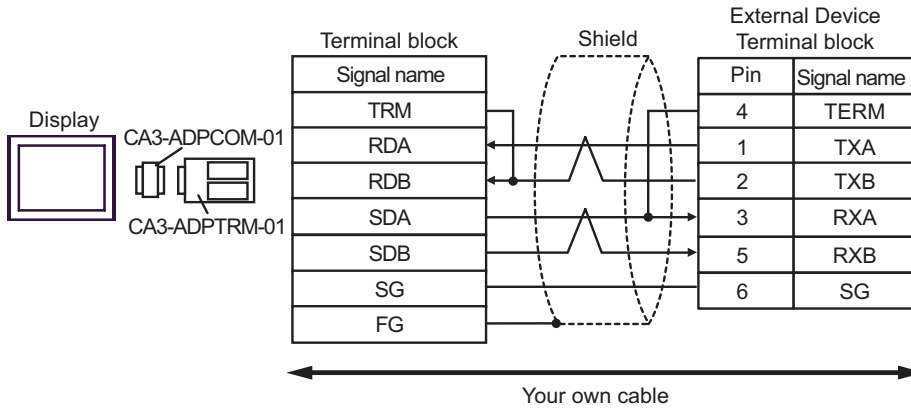 External Device
Terminal block
Shield
Terminal block
Signal name
Pin
Signal name
TRM
4
TERM
Display
CA3-ADPCOM-01
RDA
1
TXA
RDB
2
TXB
CA3-ADPTRM-01
SDA
3
RXA
SDB
5
RXB
SG
6
SG
FG
Your own cable